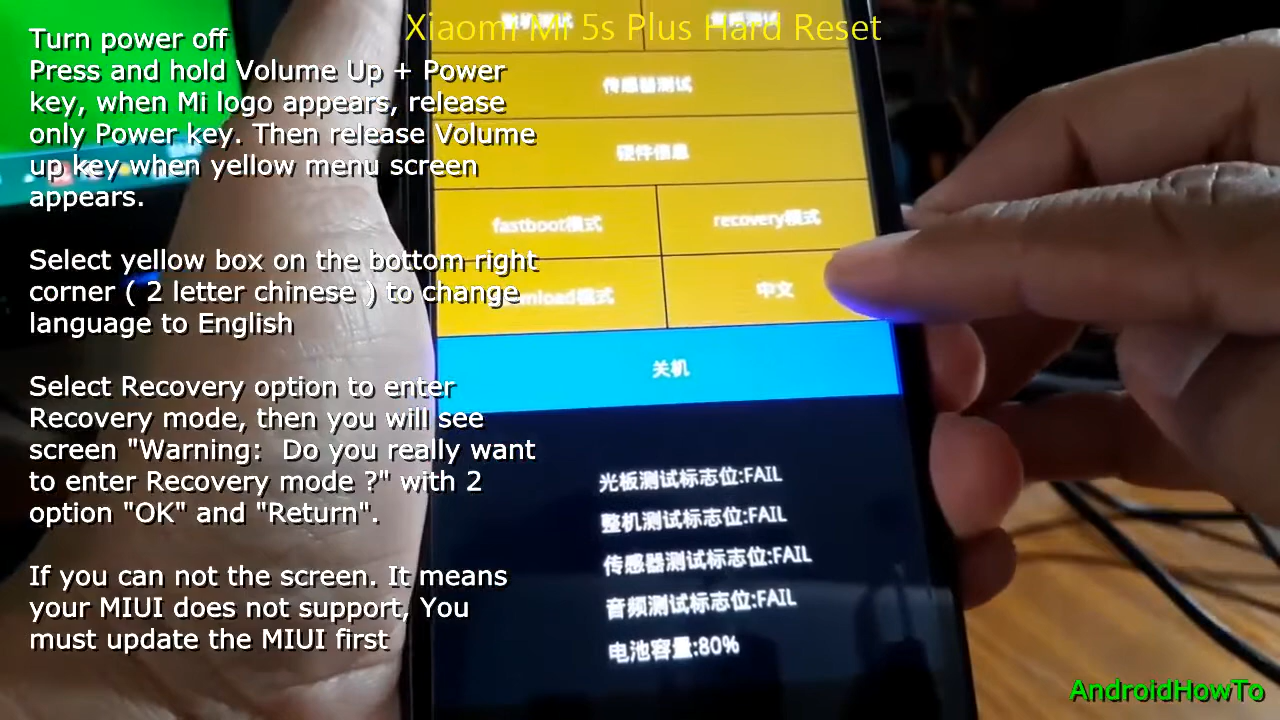 Xiaomi Mi 5s Plus Hard Reset
Turn power off
Press and hold Volume Up + Power
key, when Mi logo appears, release
only Power key. Then release Volume
up key when yellow menu screen
appears.
Select yellow box on the bottom right
corner ( 2 letter chinese ) to change
language to English
Select Recovery option to enter
Recovery mode, then you will see
screen "Warning:  Do you really want
to enter Recovery mode ?" with 2
option "OK" and "Return".
If you can not the screen. It means
your MIUI does not support, You
must update the MIUI first
传感器测试
硬件信息
fastboot模式 recovery模式
模式 中文
关机
光板测试标志位:FAIL
整机测试标志位:FAIL
传感器测试标志位:FAIL
音频测试标志位:FAIL
电池容量:80%
AndroidHowTo